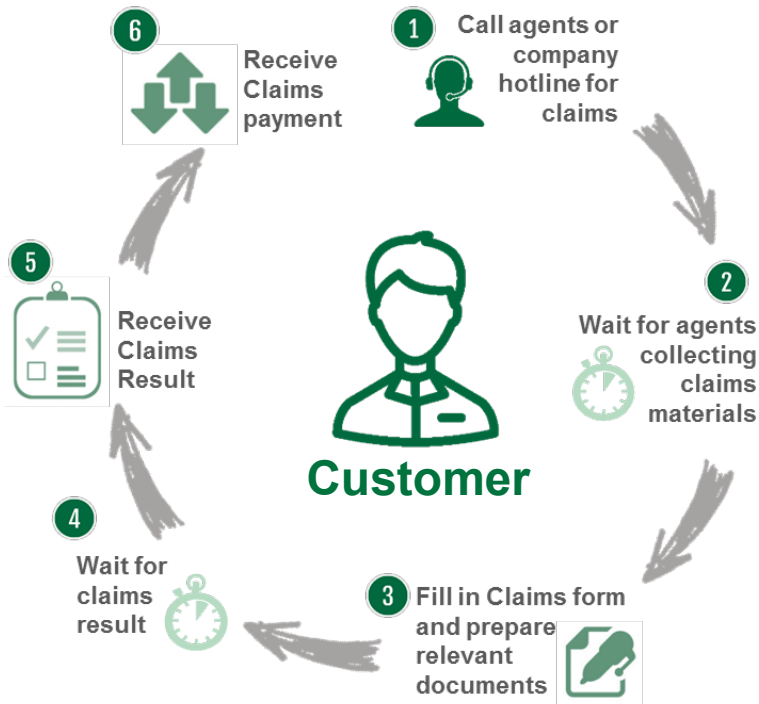 1
Call agents or
company
hotline for
claims
2
Wait for agents
collecting
claims
materials
3
Fill in Claims form
and prepare
relevant
documents
4
Wait for
claims
result
5
Receive
Claims
Result
6
Receive
Claims
payment
Customer